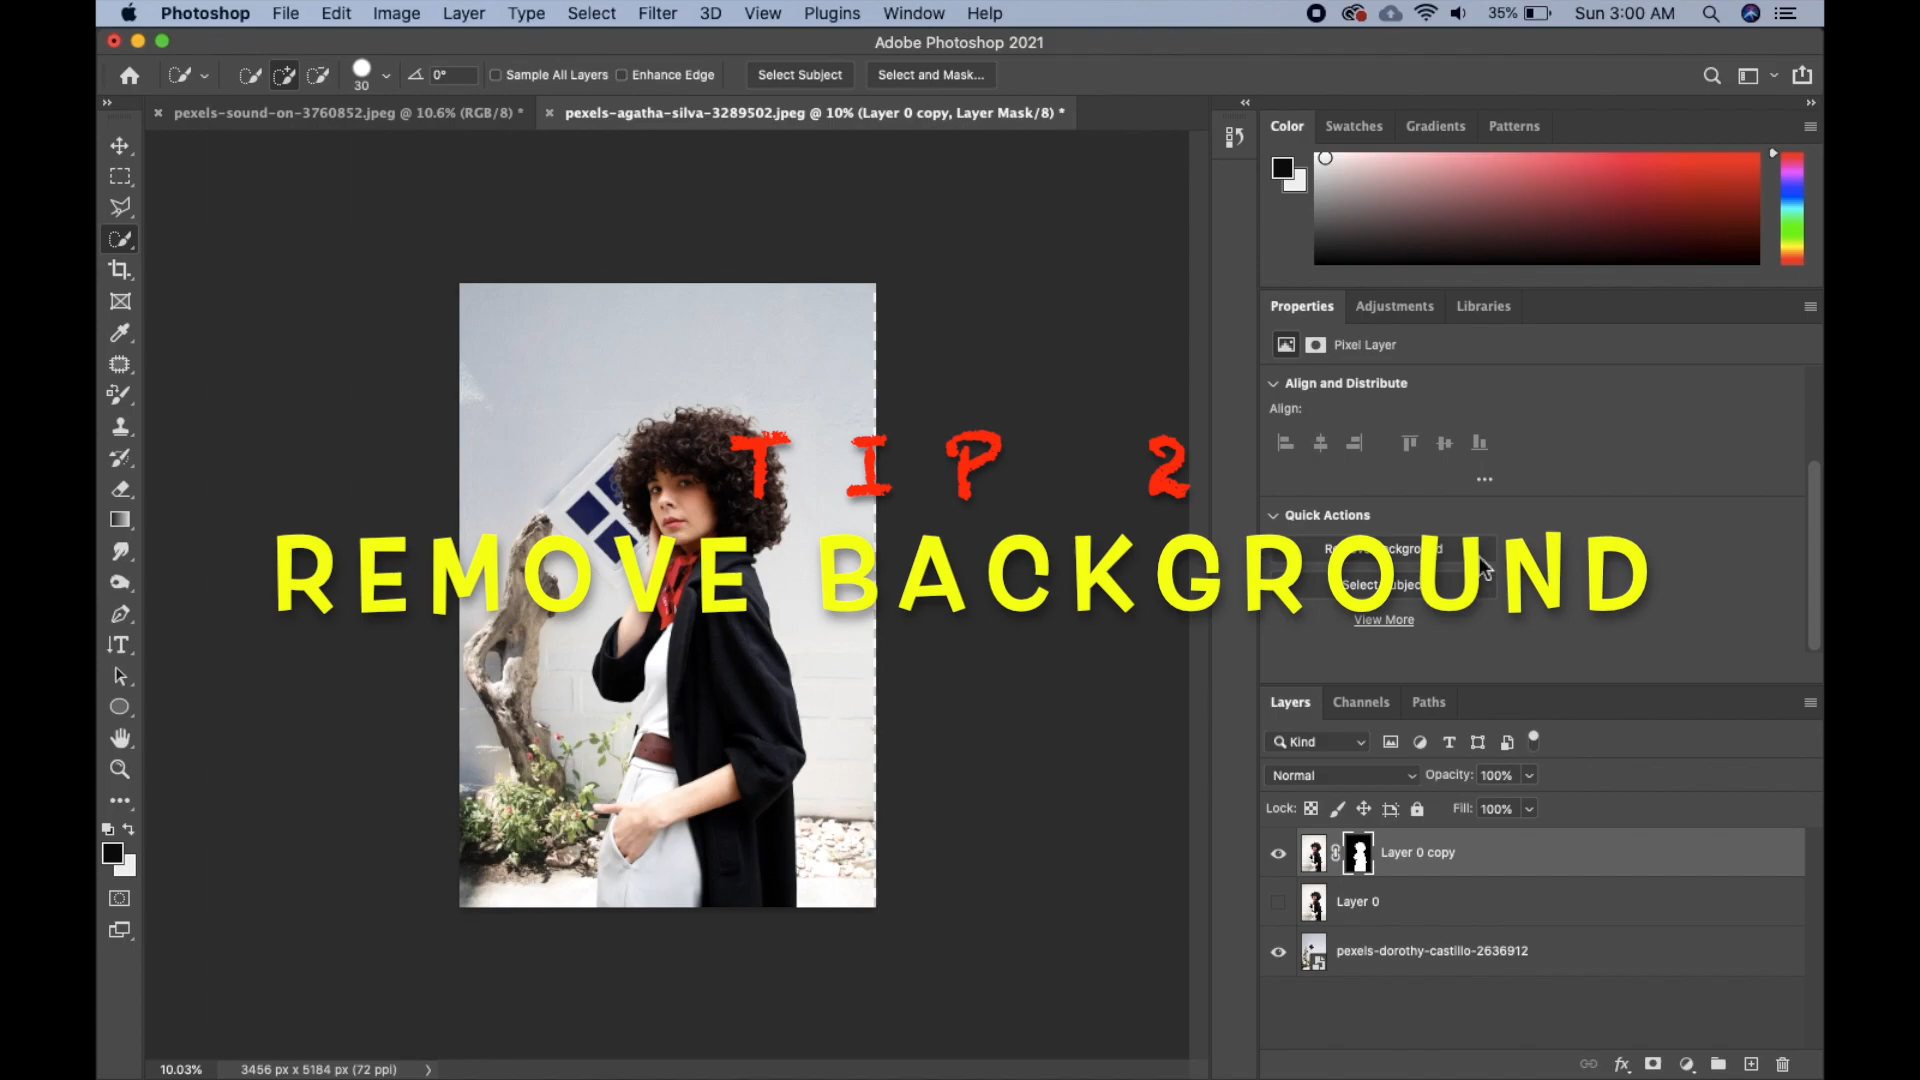 Photoshop File Edit Image Layer Type Select Filter 3D View Plugins Window Help 35% Sun 3:00 AM
Adobe Photoshop 2021
30 0° Sample All Layers Enhance Edge Select Subject Select and Mask...
pexels-sound-on-3760852.jpeg @ 10.6% (RGB/8) * pexels-agatha-silva-3289502.jpeg @ 10% (Layer 0 copy, Layer Mask/8) *
Color Swatches Gradients Patterns
Properties Adjustments Libraries
Pixel Layer
Align and Distribute
Align:
TIP 2
Quick Actions
REMOVE BACKGROUND
Remove Background
Select Subject
View More
Layers Channels Paths
Kind
Normal Opacity: 100%
Lock: Fill: 100%
Layer 0 copy
Layer 0
pexels-dorothy-castillo-2636912
10.03% 3456 px x 5184 px (72 ppi)